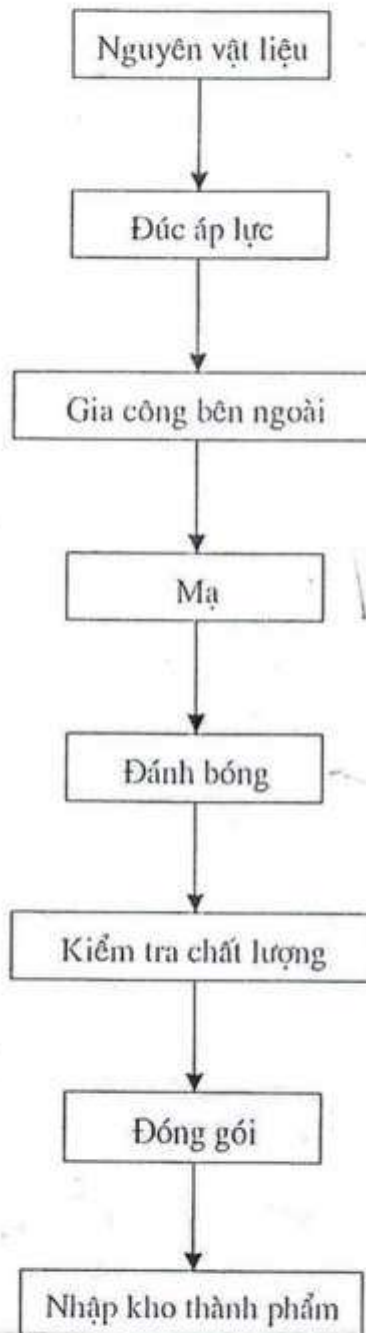 Nguyên vật liệu
Đúc áp lực
Gia công bên ngoài
Mạ
Đánh bóng
Kiểm tra chất lượng
Đóng gói
Nhập kho thành phẩm